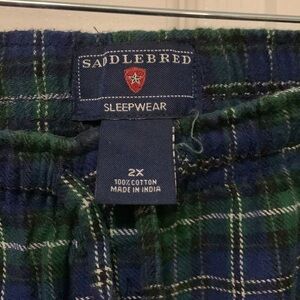 SADDLEBRED
SLEEPWEAR
2X
100% COTTON
MADE IN INDIA